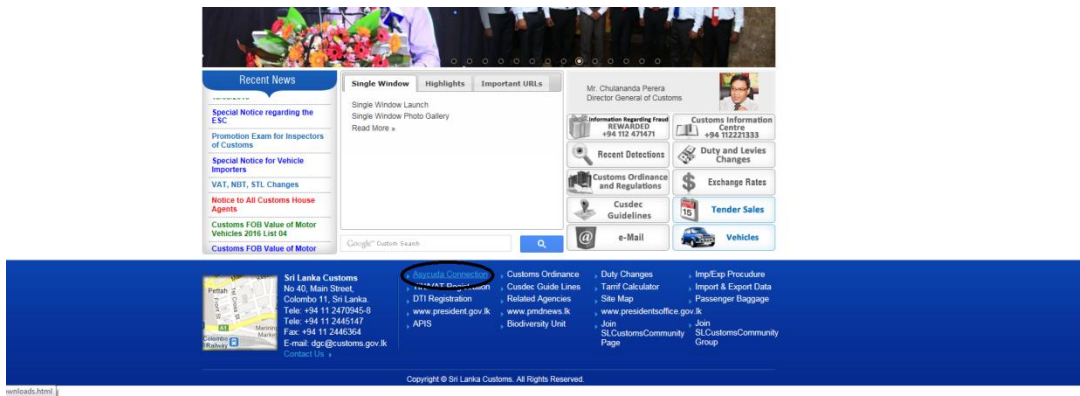 Recent News
Special Notice regarding the
ESC
Promotion Exam for Inspectors
of Customs
Special Notice for Vehicle
Importers
VAT, NBT, STL Changes
Notice to All Customs House
Agents
Customs FOB Value of Motor
Vehicles 2016 List 04
Customs FOB Value of Motor
Single Window
Highlights
Important URLs
Single Window Launch
Single Window Photo Gallery
Read More »
Google™ Custom Search
Mr. Chulananda Perera
Director General of Customs
Information Regarding Fraud
REWARDED
+94 112 471471
Customs Information
Centre
+94 112221333
Recent Detections
Duty and Levies
Changes
Customs Ordinance
and Regulations
Exchange Rates
Cusdec
Guidelines
15
Tender Sales
@
e-Mail
Vehicles
Pettah
Front St
A1
Railway
Sri Lanka Customs
No 40, Main Street,
Colombo 11, Sri Lanka.
Tele: +94 11 2470945-8
Tele: +94 11 2445147
Fax: +94 11 2446364
E-mail: dgc@customs.gov.lk
Contact Us
Asycuda Connection
Registration
DTI Registration
www.president.gov.lk
APIS
Customs Ordinance
Cusdec Guide Lines
Related Agencies
www.pmdnews.lk
Biodiversity Unit
Duty Changes
Tarrif Calculator
Site Map
www.presidentsoffice.gov.lk
Join
SLCustomsCommunity
Page
Imp/Exp Procudure
Import & Export Data
Passenger Baggage
Join
SLCustomsCommunity
Group
Copyright © Sri Lanka Customs. All Rights Reserved.
ownloads.html